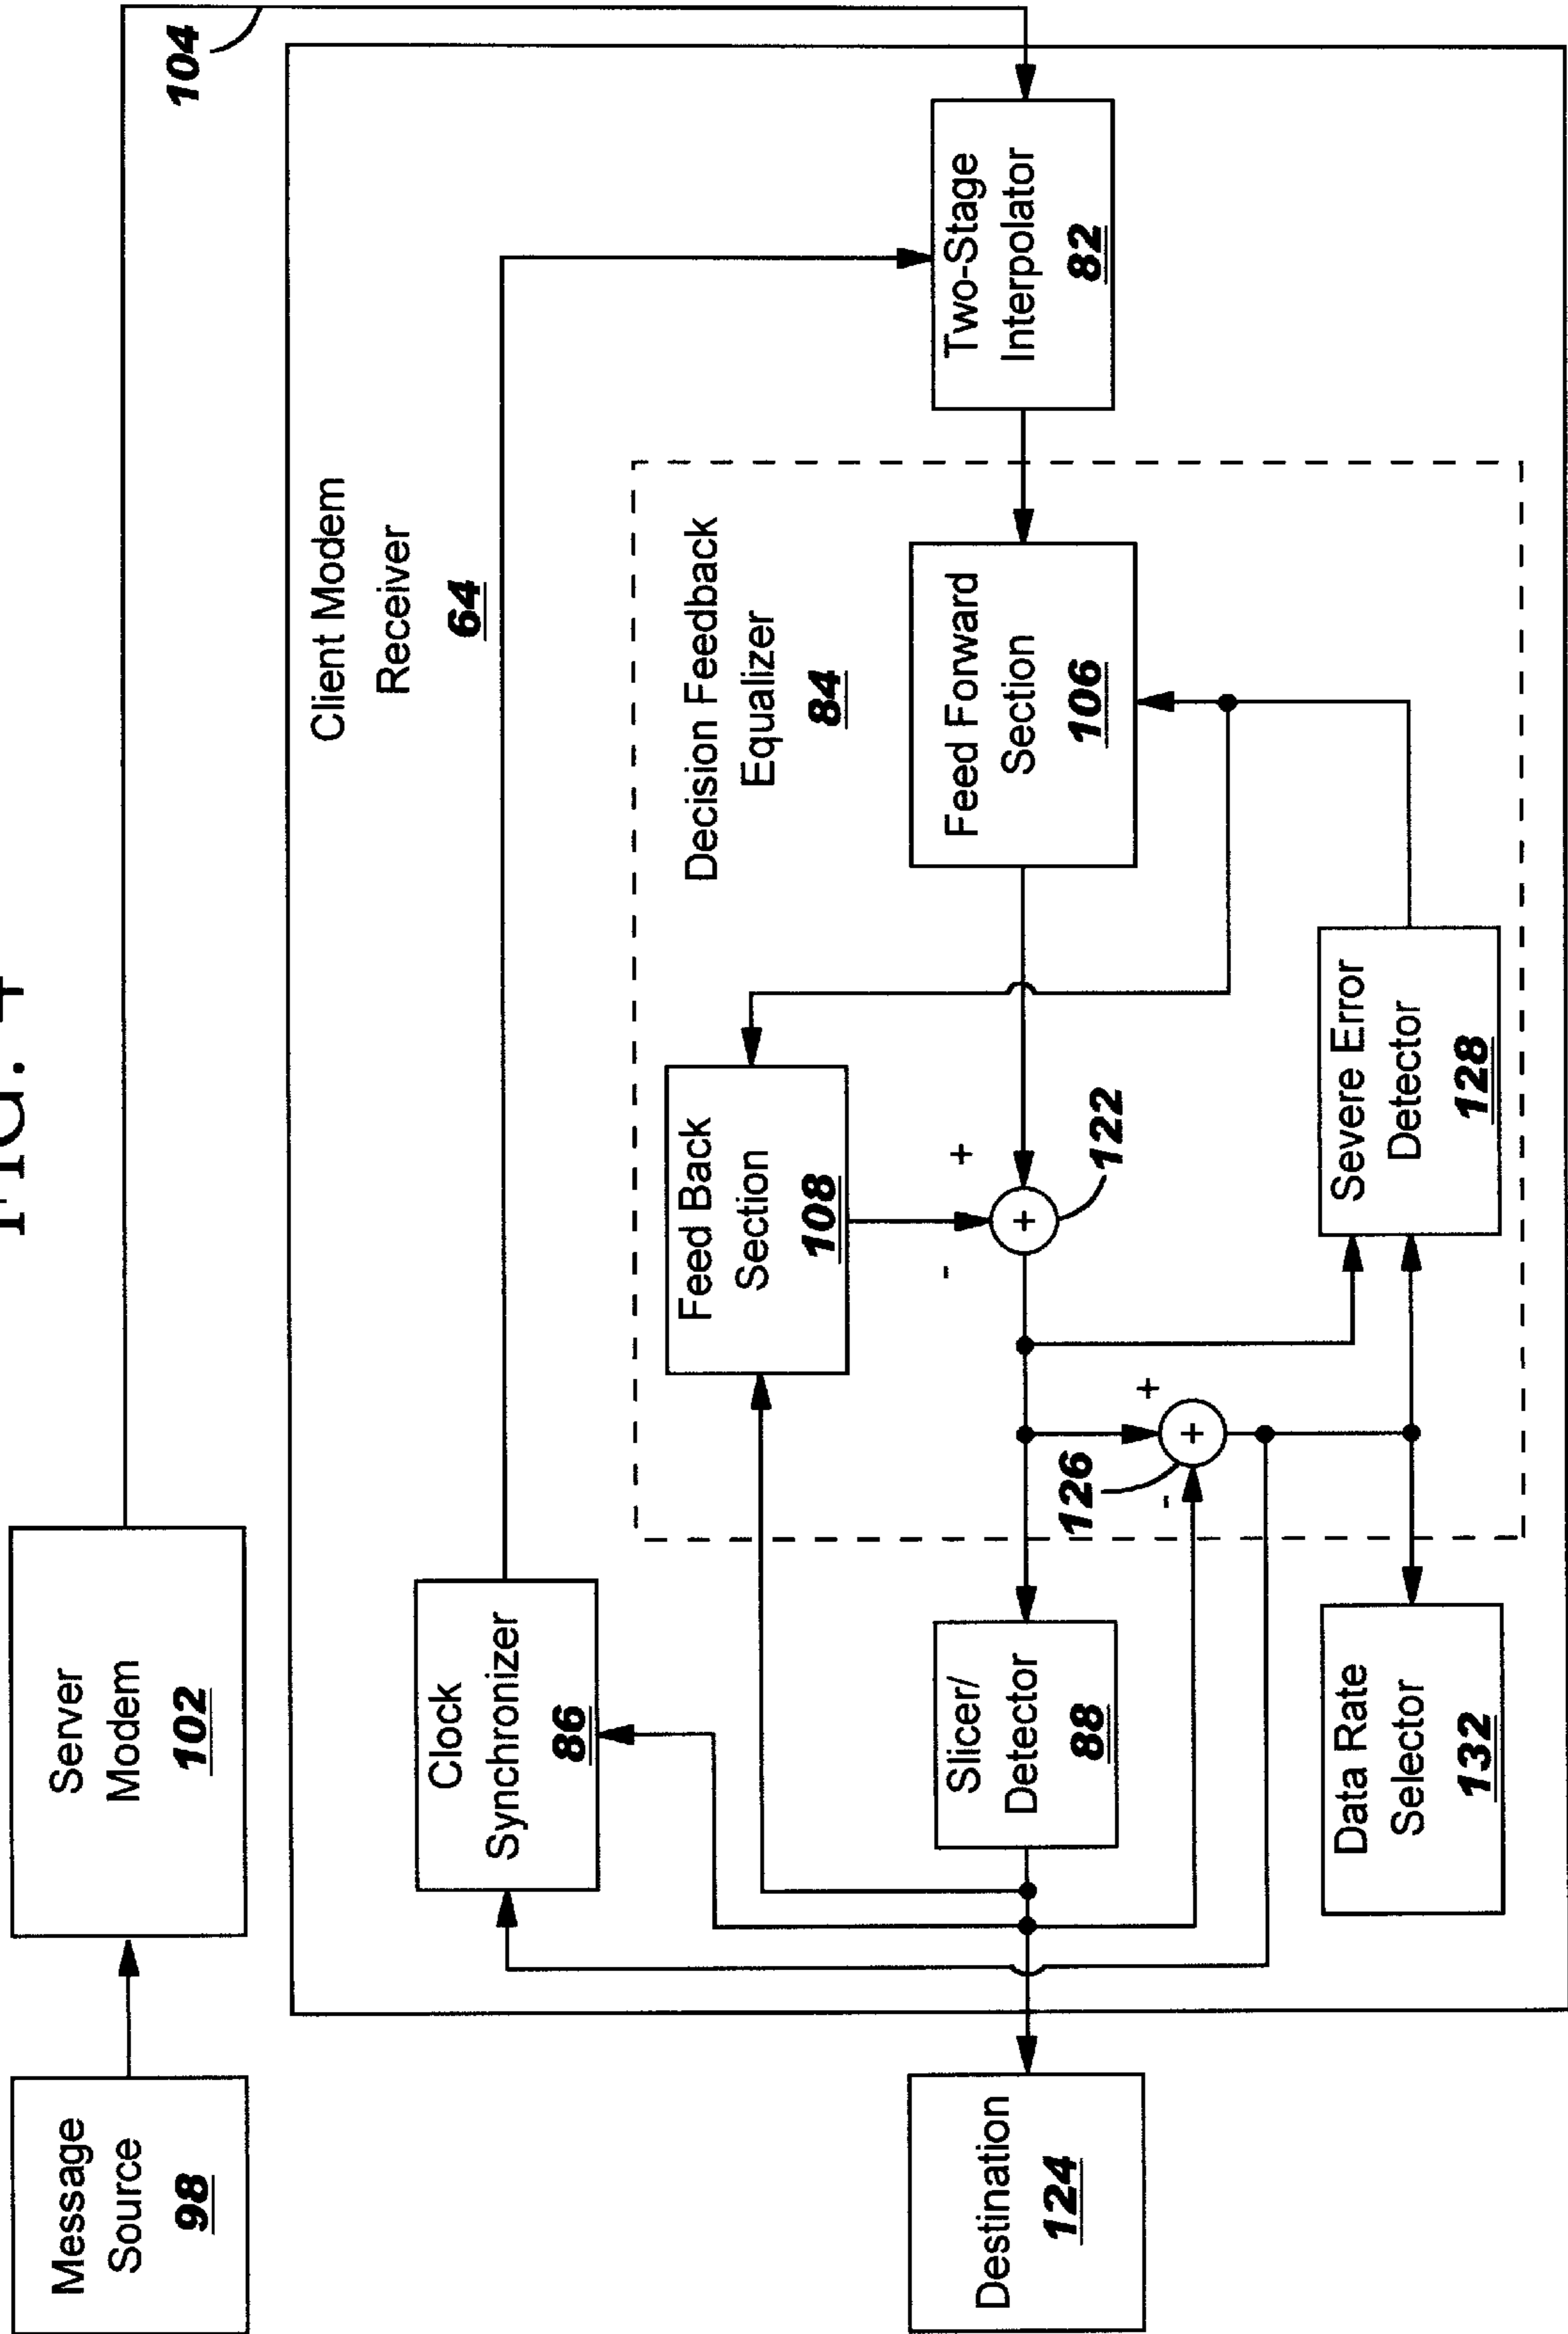 FIG. 4
Message
Source
98
Server
Modem
102
104
Client Modem
Receiver
64
Clock
Synchronizer
86
Decision Feedback
Equalizer
84
Feed Back
Section
108
Two-Stage
Interpolator
82
Feed Forward
Section
106
+
-
+
122
Destination
124
Slicer/
Detector
88
126
+
-
+
Data Rate
Selector
132
Severe Error
Detector
128